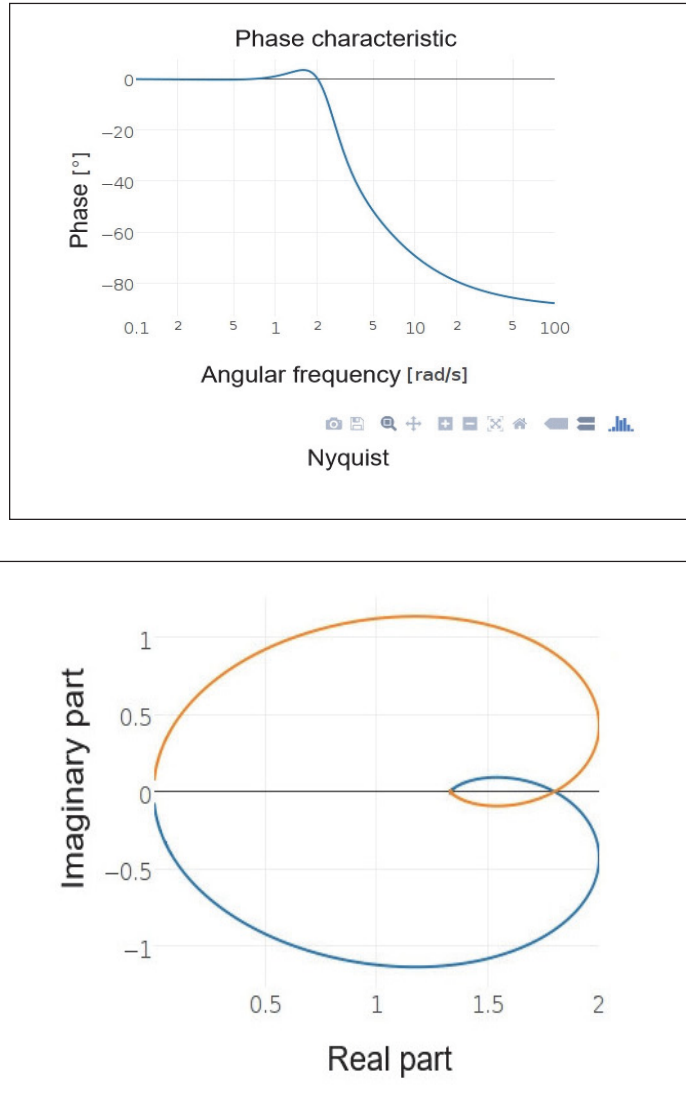 Phase characteristic
0
−20
−40
−60
−80
Phase [°]
0.1 2 5 1 2 5 10 2 5 100
Angular frequency [rad/s]
Nyquist
1
0.5
0
−0.5
−1
Imaginary part
0.5 1 1.5 2
Real part